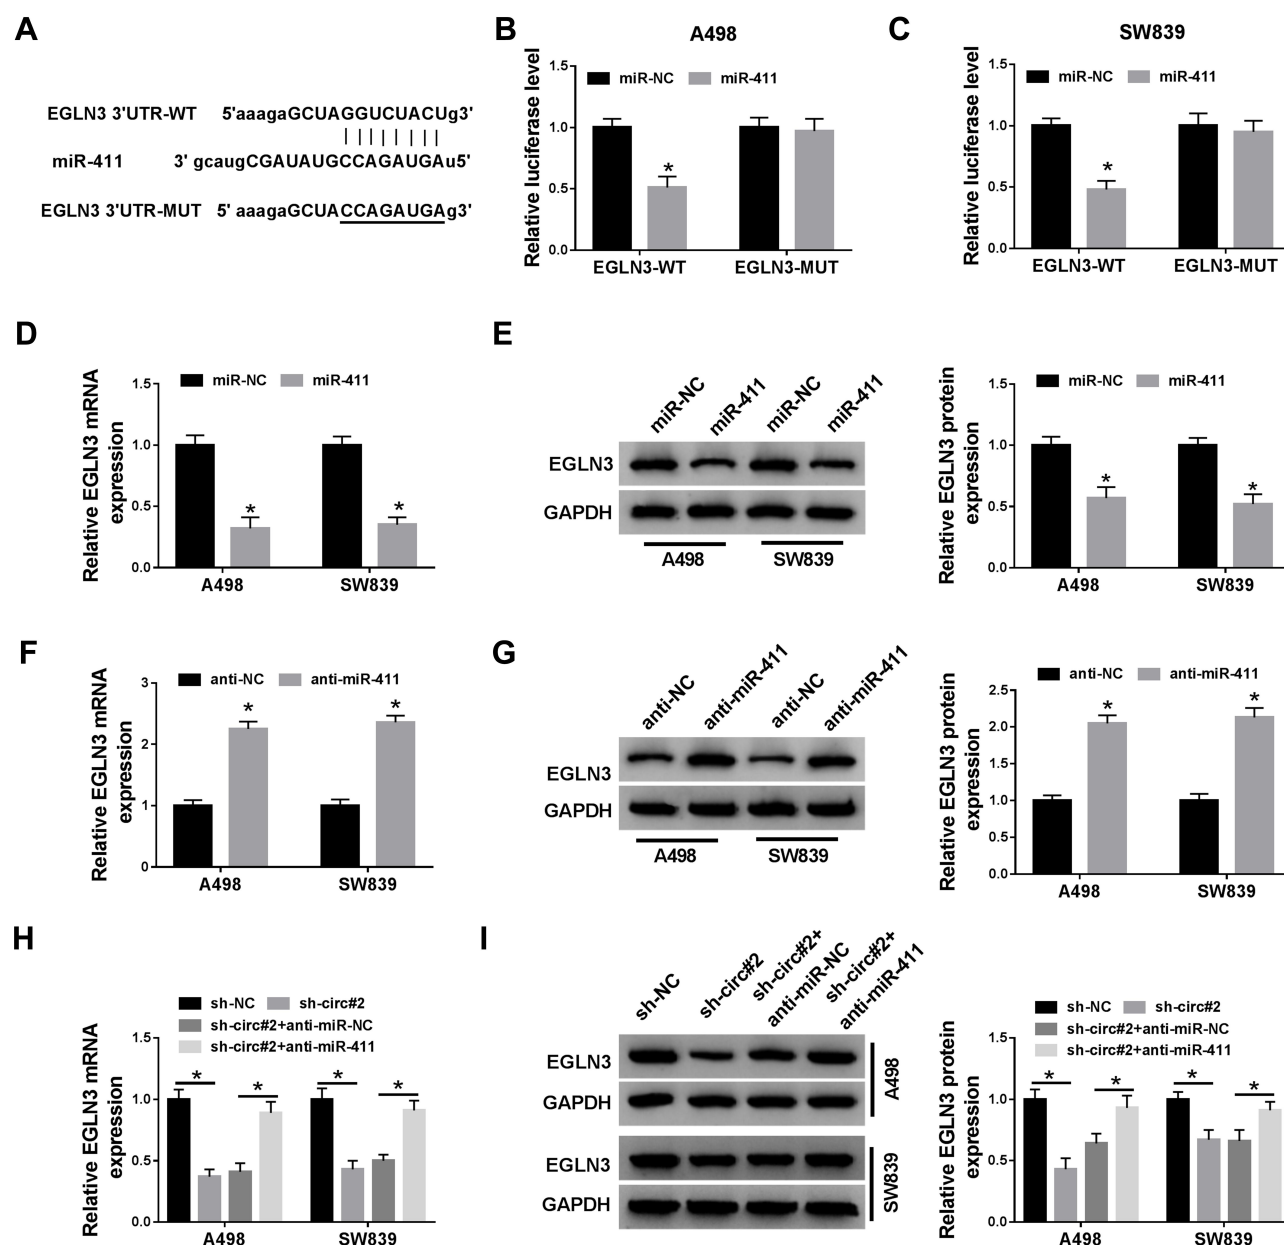 A
EGLN3 3'UTR-WT 5'aaagaGCUAGGUCUACUg3'
miR-411 3' gcaugCGAUAUGCCAGAUGAu5'
EGLN3 3'UTR-MUT 5' aaagaGCUACCAGAUGAg3'
B
A498
miR-NC miR-411
Relative luciferase level
1.5
1.0
0.5
0.0
*
EGLN3-WT EGLN3-MUT
C
SW839
miR-NC miR-411
Relative luciferase level
1.5
1.0
0.5
0.0
*
EGLN3-WT EGLN3-MUT
D
miR-NC miR-411
Relative EGLN3 mRNA
expression
1.5
1.0
0.5
0.0
* *
A498 SW839
E
miR-NC miR-411 miR-NC miR-411
EGLN3
GAPDH
A498 SW839
miR-NC miR-411
Relative EGLN3 protein
expression
1.5
1.0
0.5
0.0
* *
A498 SW839
F
anti-NC anti-miR-411
Relative EGLN3 mRNA
expression
3
2
1
0
* *
A498 SW839
G
anti-NC anti-miR-411 anti-NC anti-miR-411
EGLN3
GAPDH
A498 SW839
anti-NC anti-miR-411
Relative EGLN3 protein
expression
2.5
2.0
1.5
1.0
0.5
0.0
* *
A498 SW839
H
sh-NC sh-circ#2
sh-circ#2+anti-miR-NC
sh-circ#2+anti-miR-411
Relative EGLN3 mRNA
expression
1.5
1.0
0.5
0.0
* * * *
A498 SW839
I
sh-NC
sh-circ#2
sh-circ#2+
anti-miR-NC
sh-circ#2+
anti-miR-411
EGLN3
GAPDH
A498
EGLN3
GAPDH
SW839
sh-NC sh-circ#2
sh-circ#2+anti-miR-NC
sh-circ#2+anti-miR-411
Relative EGLN3 protein
expression
1.5
1.0
0.5
0.0
* * * *
A498 SW839